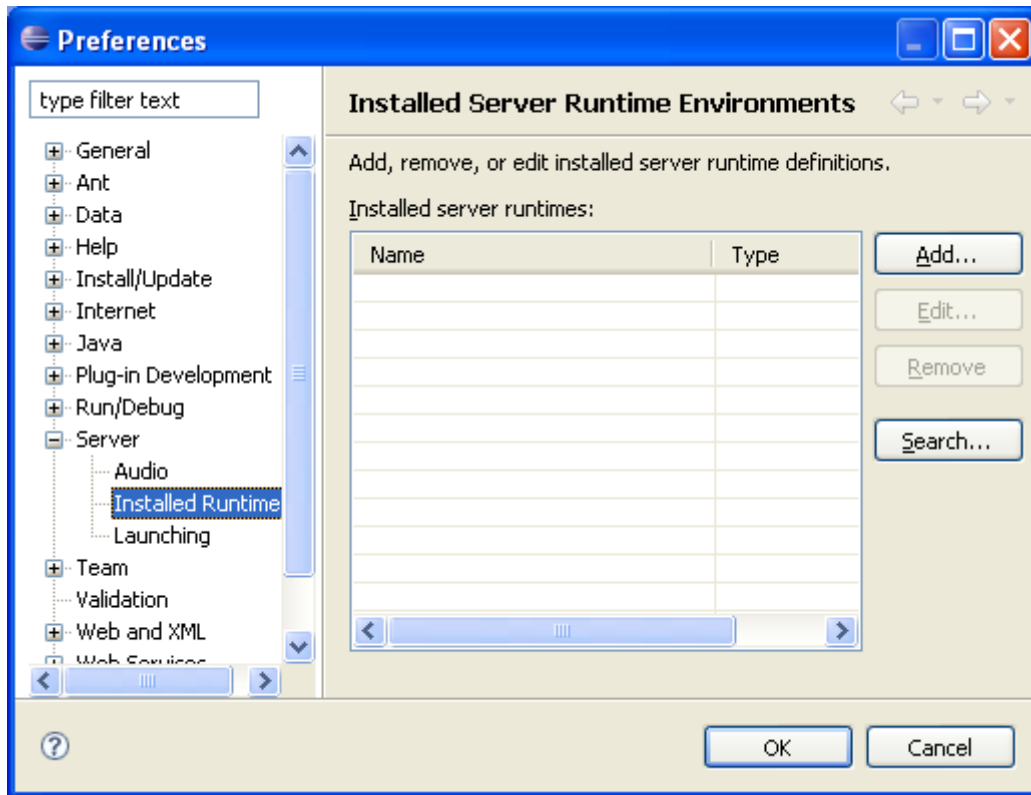 Preferences
type filter text
General
Ant
Data
Help
Install/Update
Internet
Java
Plug-in Development
Run/Debug
Server
Audio
Installed Runtime
Launching
Team
Validation
Web and XML
Web Services
Installed Server Runtime Environments
Add, remove, or edit installed server runtime definitions.
Installed server runtimes:
Name Type
Add...
Edit...
Remove
Search...
OK Cancel